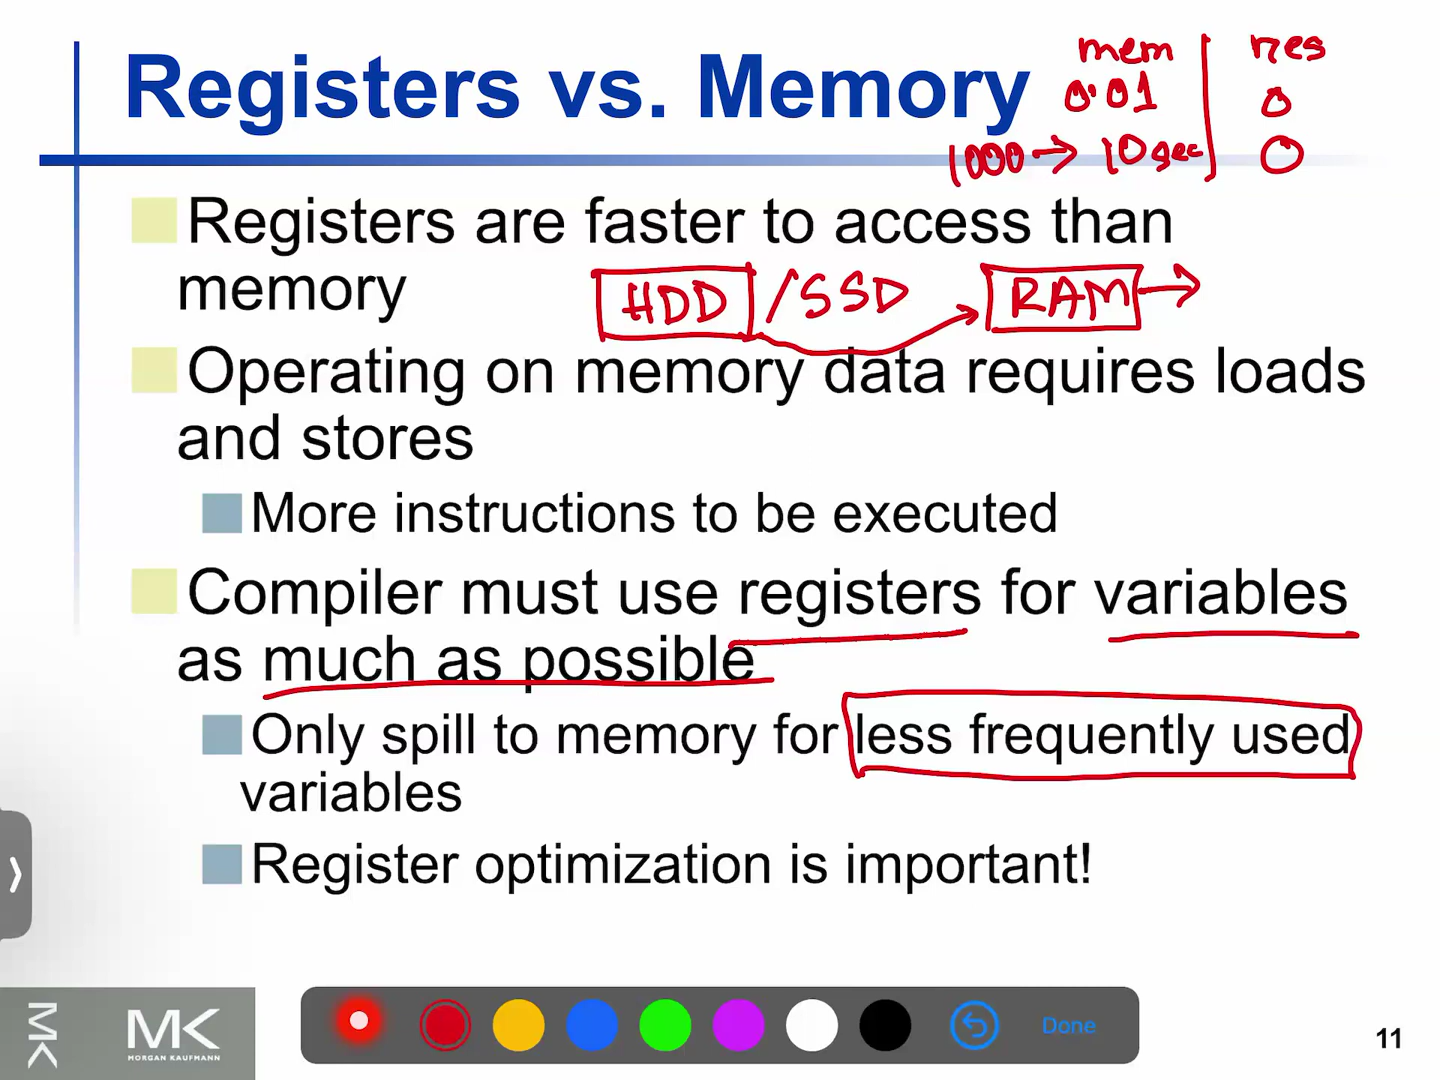 Registers vs. Memory
mem
res
0.01
0
1000 → 10 sec
0
Registers are faster to access than
memory
HDD /SSD
RAM
Operating on memory data requires loads
and stores
More instructions to be executed
Compiler must use registers for variables
as much as possible
Only spill to memory for less frequently used
variables
Register optimization is important!
MK
MK
MORGAN KAUFMANN
Done
11